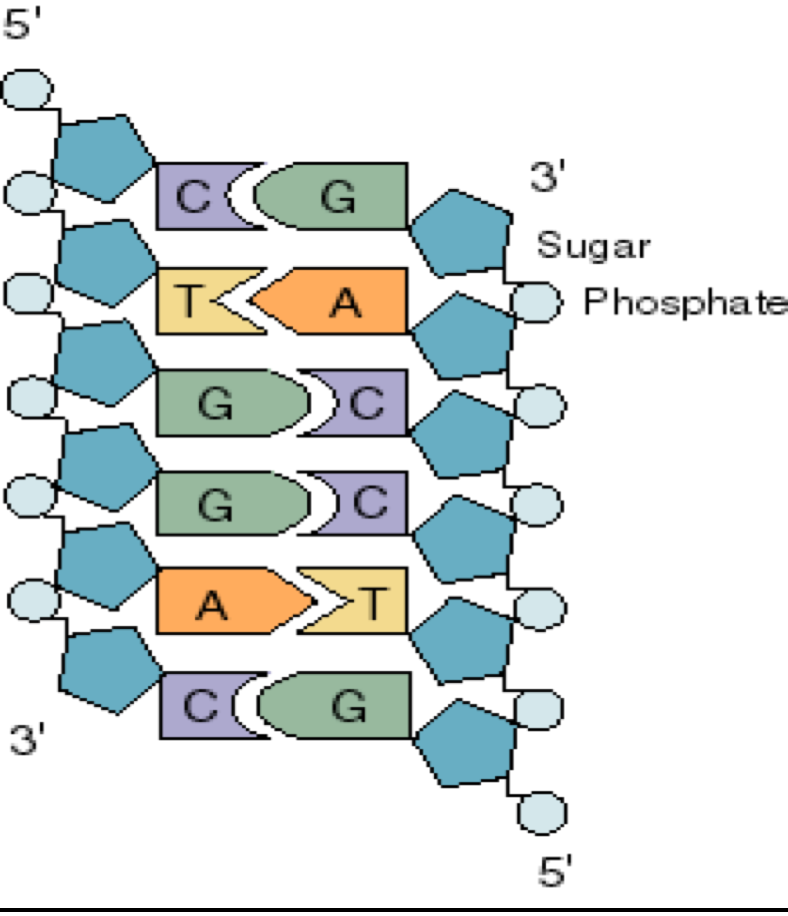 5'
3'
C G
Sugar
T A
Phosphate
G C
G C
A T
C G
3'
5'